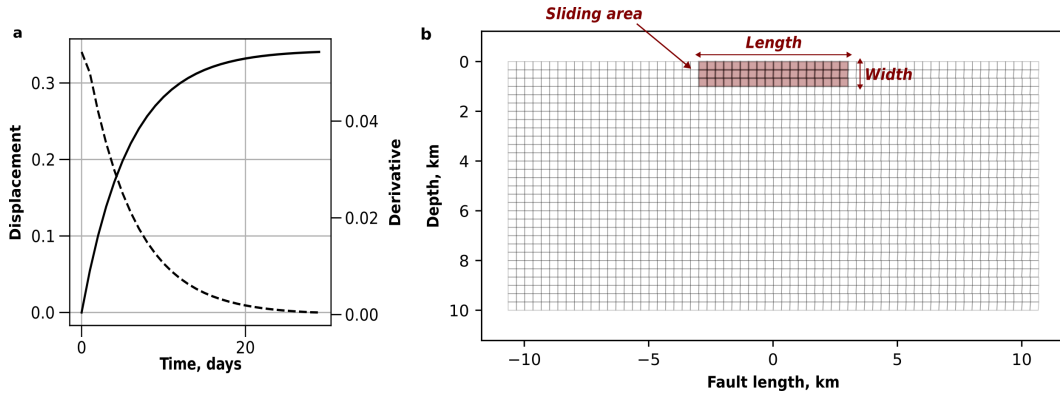 a
Displacement
0.3
0.2
0.1
0.0
0.04
0.02
0.00
Derivative
0
20
Time, days
b
Sliding area
Length
Width
Depth, km
0
2
4
6
8
10
−10
−5
0
5
10
Fault length, km